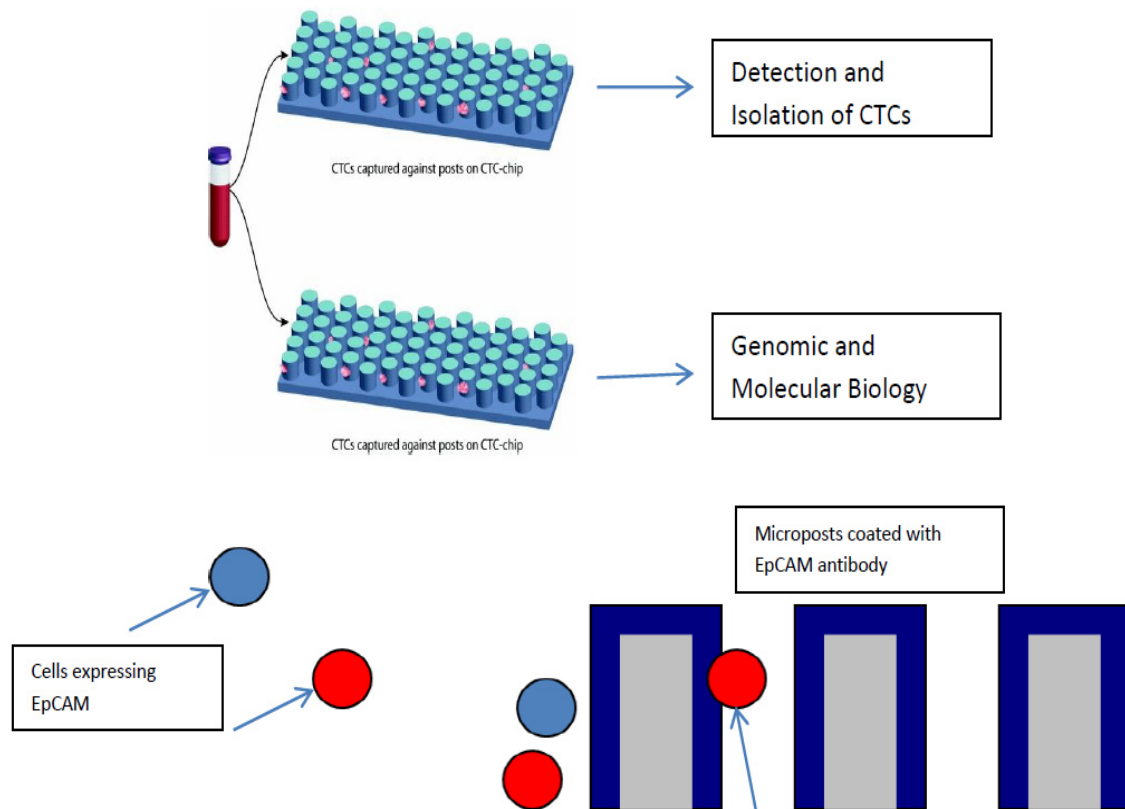 Detection and
Isolation of CTCs
CTCs captured against posts on CTC-chip
Genomic and
Molecular Biology
CTCs captured against posts on CTC-chip
Microposts coated with
EpCAM antibody
Cells expressing
EpCAM